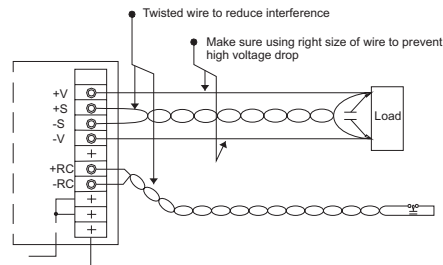 Twisted wire to reduce interference
Make sure using right size of wire to prevent
high voltage drop
+V
+S
-S
-V
+RC
-RC
Load